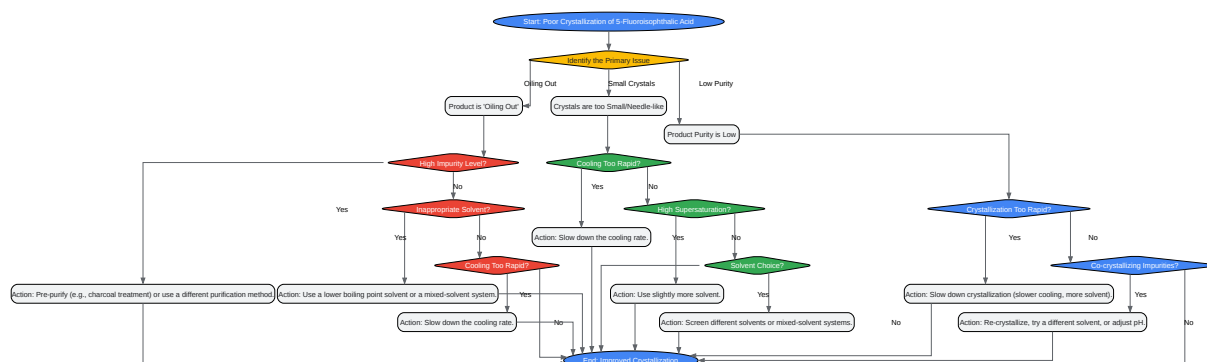 Start: Poor Crystallization of 5-Fluoroisophthalic Acid
Identify the Primary Issue
Oiling Out
Small Crystals
Low Purity
Product is 'Oiling Out'
Crystals are too Small/Needle-like
Product Purity is Low
High Impurity Level?
Cooling Too Rapid?
No
Yes
No
Yes
Inappropriate Solvent?
High Supersaturation?
Crystallization Too Rapid?
Yes
No
Action: Slow down the cooling rate.
Yes
No
Yes
No
Cooling Too Rapid?
Solvent Choice?
Co-crystallizing Impurities?
Action: Pre-purify (e.g., charcoal treatment) or use a different purification method.
Action: Use a lower boiling point solvent or a mixed-solvent system.
Yes
Action: Use slightly more solvent.
Yes
Action: Slow down crystallization (slower cooling, more solvent).
Yes
Action: Slow down the cooling rate.
No
Action: Screen different solvents or mixed-solvent systems.
No
Action: Re-crystallize, try a different solvent, or adjust pH.
No
End: Improved Crystallization